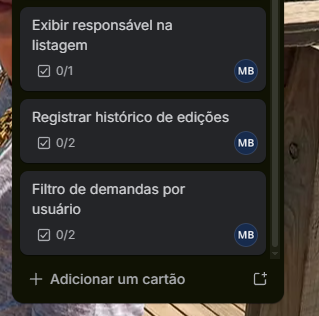 Exibir responsável na
listagem
0/1
MB
Registrar histórico de edições
0/2
MB
Filtro de demandas por
usuário
0/2
MB
Adicionar um cartão